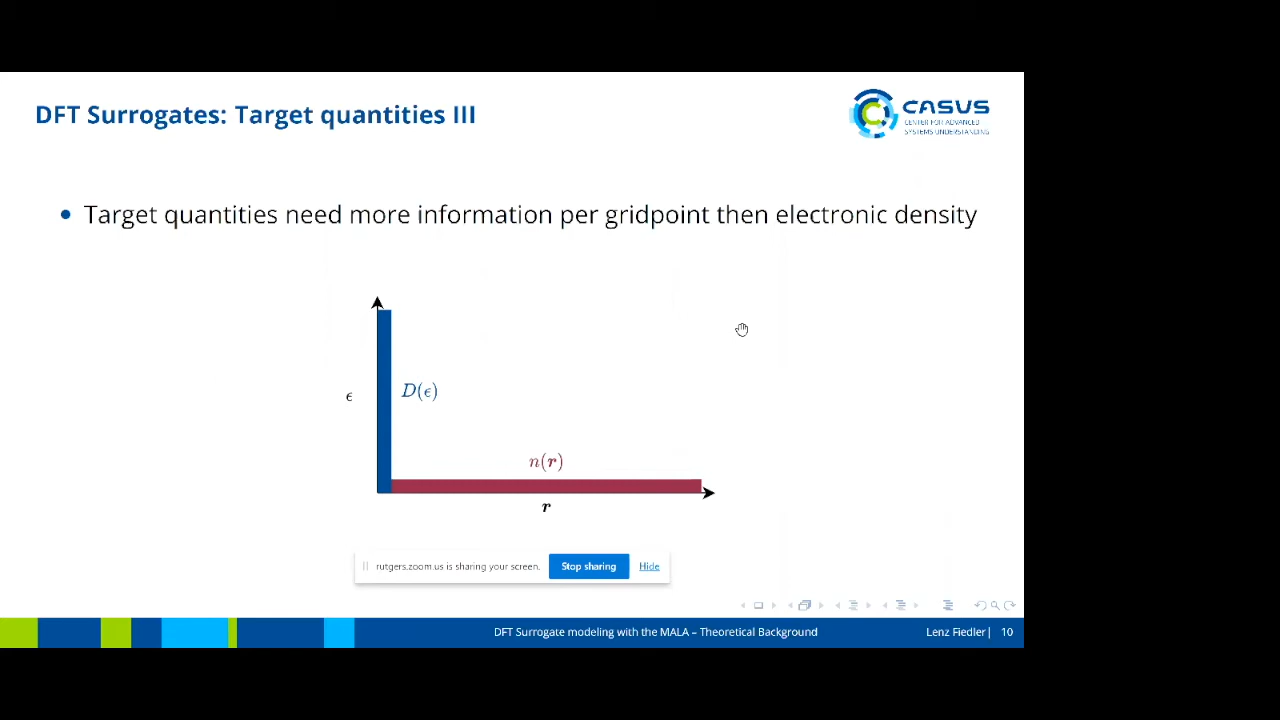 DFT Surrogates: Target quantities III
CASUS
CENTER FOR ADVANCED
SYSTEMS UNDERSTANDING
Target quantities need more information per gridpoint then electronic density
D(ϵ)
ϵ
n(r)
r
rutgers.zoom.us is sharing your screen.
Stop sharing
Hide
DFT Surrogate modeling with the MALA – Theoretical Background
Lenz Fiedler| 10